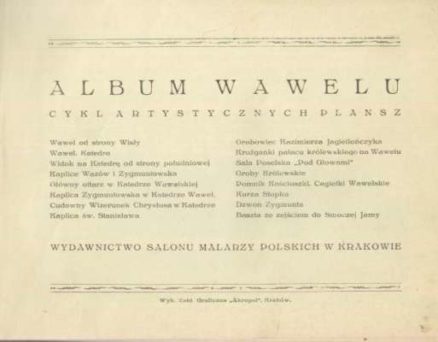 ALBUM WAWELU
CYKL ARTYSTYCZNYCH PLANSZ
Wawel od strony Wisły
Wawel. Katedra
Widok na Katedrę od strony południowej
Kaplice Wazów i Zygmuntowska
Główny ołtarz w Katedrze Wawelskiej
Kaplica Zygmuntowska w Katedrze Wawel.
Cudowny Wizerunek Chrystusa w Katedrze
Kaplica św. Stanisława
Grobowiec Kazimierza Jagiellończyka
Krużganki pałacu królewskiego na Wawelu
Sala Poselska „Pod Głowami"
Groby Królewskie
Pomnik Kościuszki. Cegiełki Wawelskie
Kurza Stopka
Dzwon Zygmunta
Baszta ze zejściem do Smoczej Jamy
WYDAWNICTWO SALONU MALARZY POLSKICH W KRAKOWIE
Wyk. Zakł. Graficzne „Akropol", Kraków.